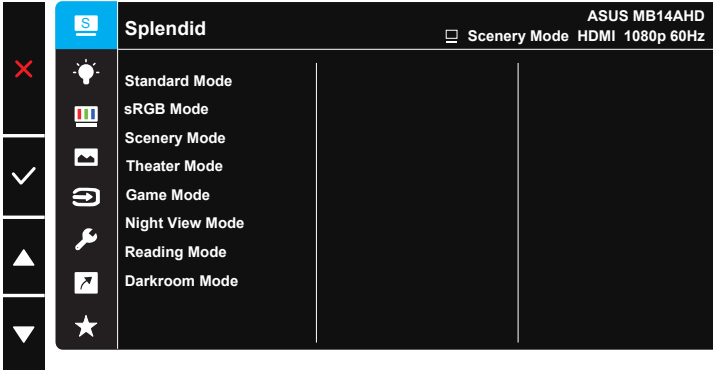 S
Splendid
ASUS MB14AHD
Scenery Mode HDMI 1080p 60Hz
Standard Mode
sRGB Mode
Scenery Mode
Theater Mode
Game Mode
Night View Mode
Reading Mode
Darkroom Mode